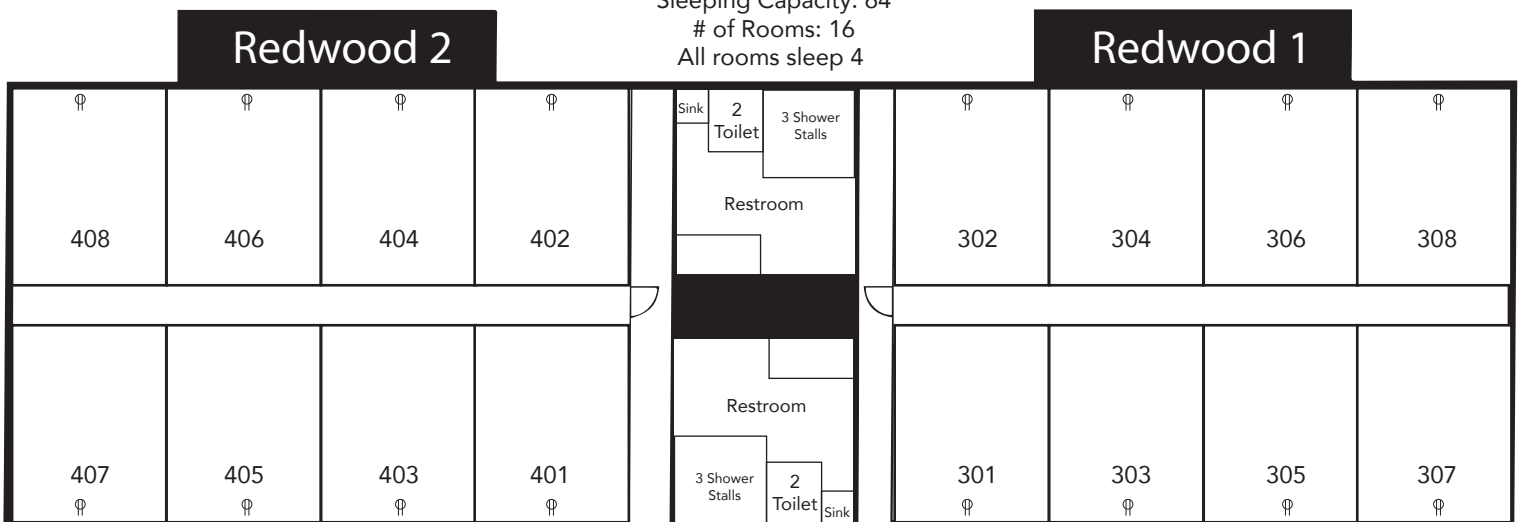 Sleeping Capacity: 64
# of Rooms: 16
All rooms sleep 4
Redwood 2
Redwood 1
Sink
2
Toilet
3 Shower
Stalls
Restroom
408
406
404
402
302
304
306
308
Restroom
407
405
403
401
3 Shower
Stalls
2
Toilet
Sink
301
303
305
307